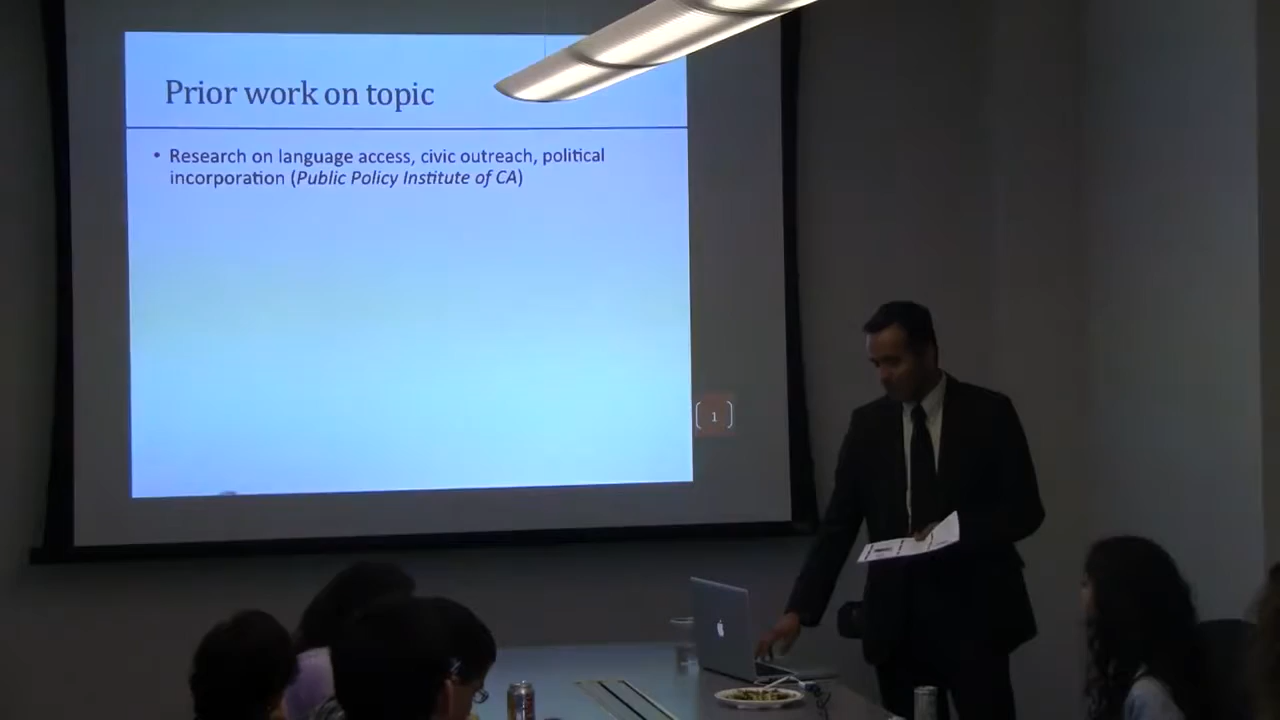 Prior work on topic
• Research on language access, civic outreach, political
incorporation (Public Policy Institute of CA)
[1]